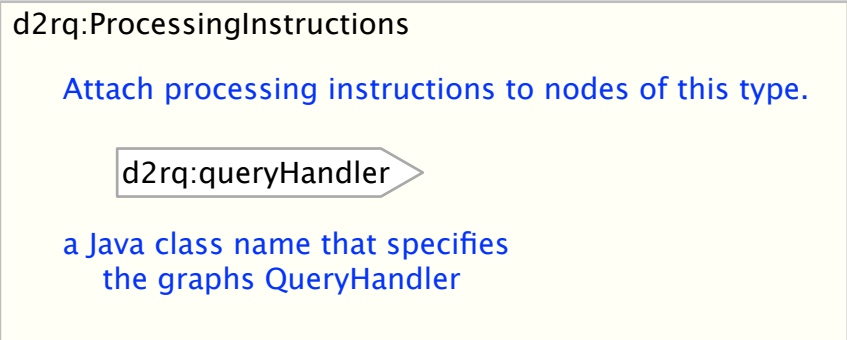 d2rq:ProcessingInstructions
Attach processing instructions to nodes of this type.
d2rq:queryHandler
a Java class name that specifies
the graphs QueryHandler